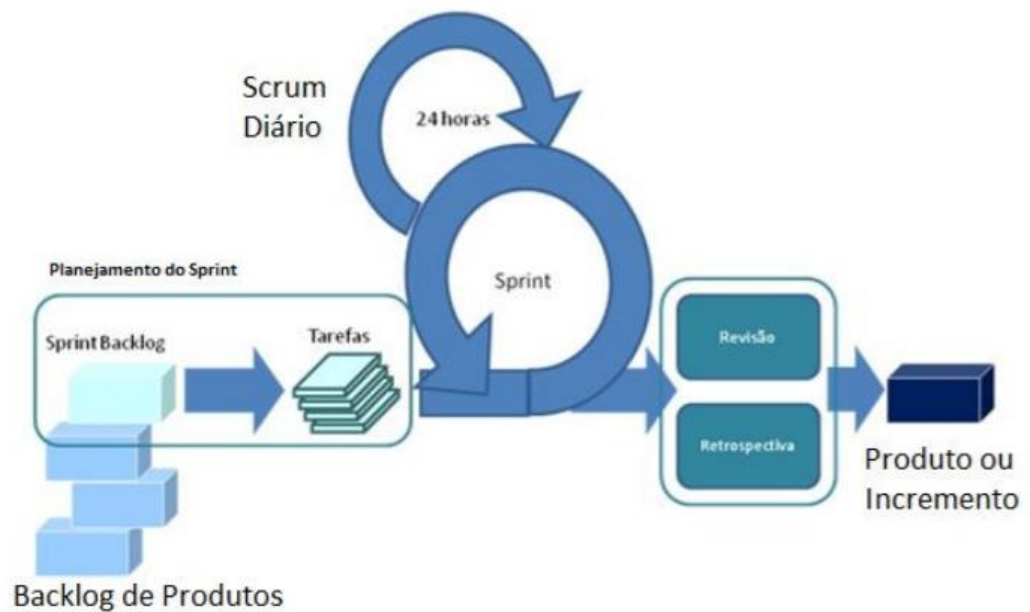 Scrum
Diário
24 horas
Sprint
Planejamento do Sprint
Sprint Backlog
Tarefas
Revisão
Retrospectiva
Produto ou
Incremento
Backlog de Produtos